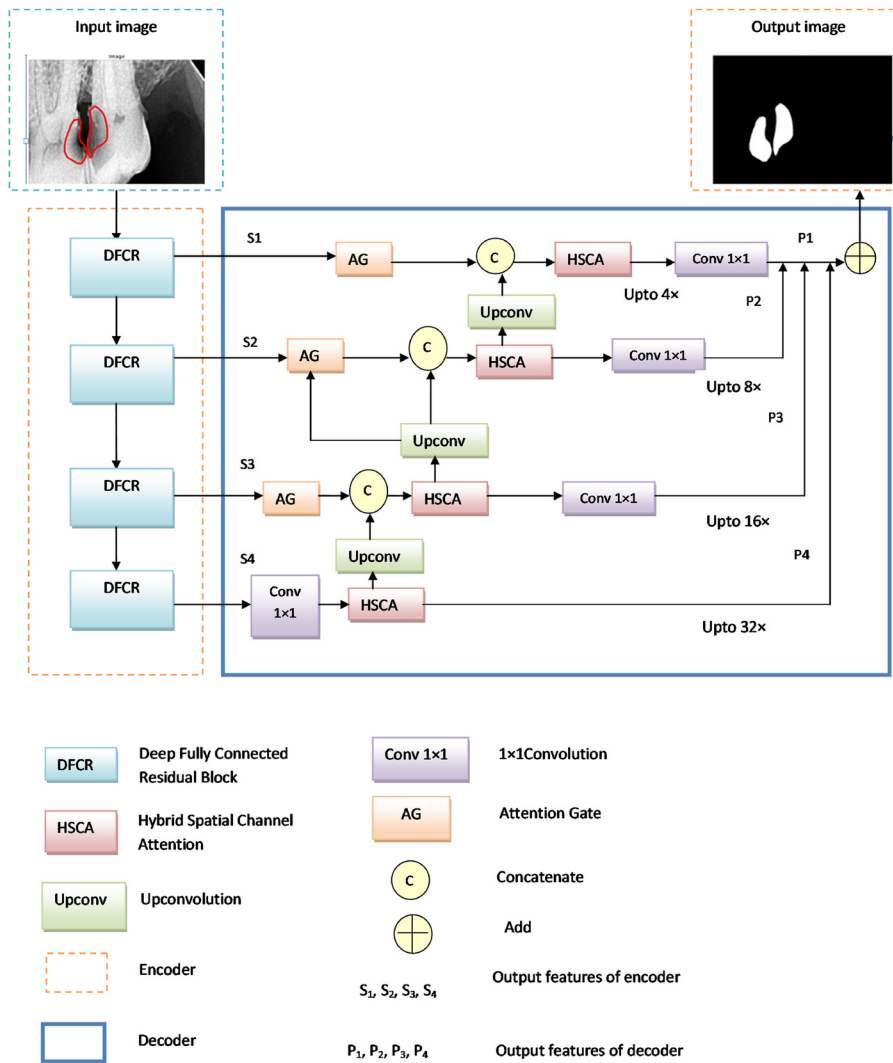 Input image
Output image
Image
DFCR
S1
AG
C
HSCA
Conv 1×1
P1
Upto 4×
P2
Upconv
DFCR
S2
AG
C
HSCA
Conv 1×1
Upto 8×
P3
Upconv
DFCR
S3
AG
C
HSCA
Conv 1×1
Upto 16×
P4
Upconv
DFCR
S4
Conv
1×1
HSCA
Upto 32×
DFCR
Deep Fully Connected
Residual Block
Conv 1×1
1×1Convolution
HSCA
Hybrid Spatial Channel
Attention
AG
Attention Gate
Upconv
Upconvolution
C
Concatenate
Add
Encoder
S₁, S₂, S₃, S₄
Output features of encoder
Decoder
P₁, P₂, P₃, P₄
Output features of decoder